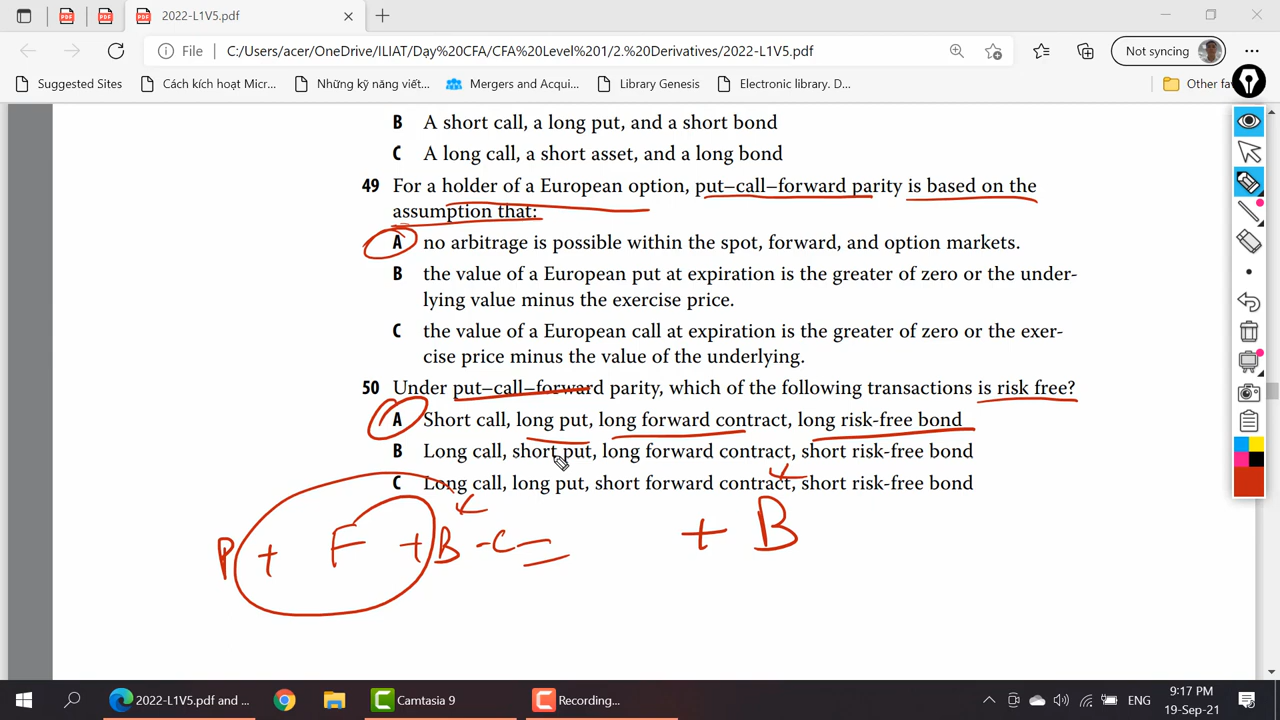 2022-L1V5.pdf
File C:/Users/acer/OneDrive/ILIAT/Dạy%20CFA/CFA%20Level%201/2.%20Derivatives/2022-L1V5.pdf Not syncing
Suggested Sites Cách kích hoạt Micr... Những kỹ năng viết... Mergers and Acqui... Library Genesis Electronic library. D... Other fav
B A short call, a long put, and a short bond
C A long call, a short asset, and a long bond
49 For a holder of a European option, put–call–forward parity is based on the
assumption that:
A no arbitrage is possible within the spot, forward, and option markets.
B the value of a European put at expiration is the greater of zero or the under-
lying value minus the exercise price.
C the value of a European call at expiration is the greater of zero or the exer-
cise price minus the value of the underlying.
50 Under put–call–forward parity, which of the following transactions is risk free?
A Short call, long put, long forward contract, long risk-free bond
B Long call, short put, long forward contract, short risk-free bond
C Long call, long put, short forward contract, short risk-free bond
P + F + B - C = + B
2022-L1V5.pdf and ... Camtasia 9 Recording... ENG 9:17 PM
19-Sep-21